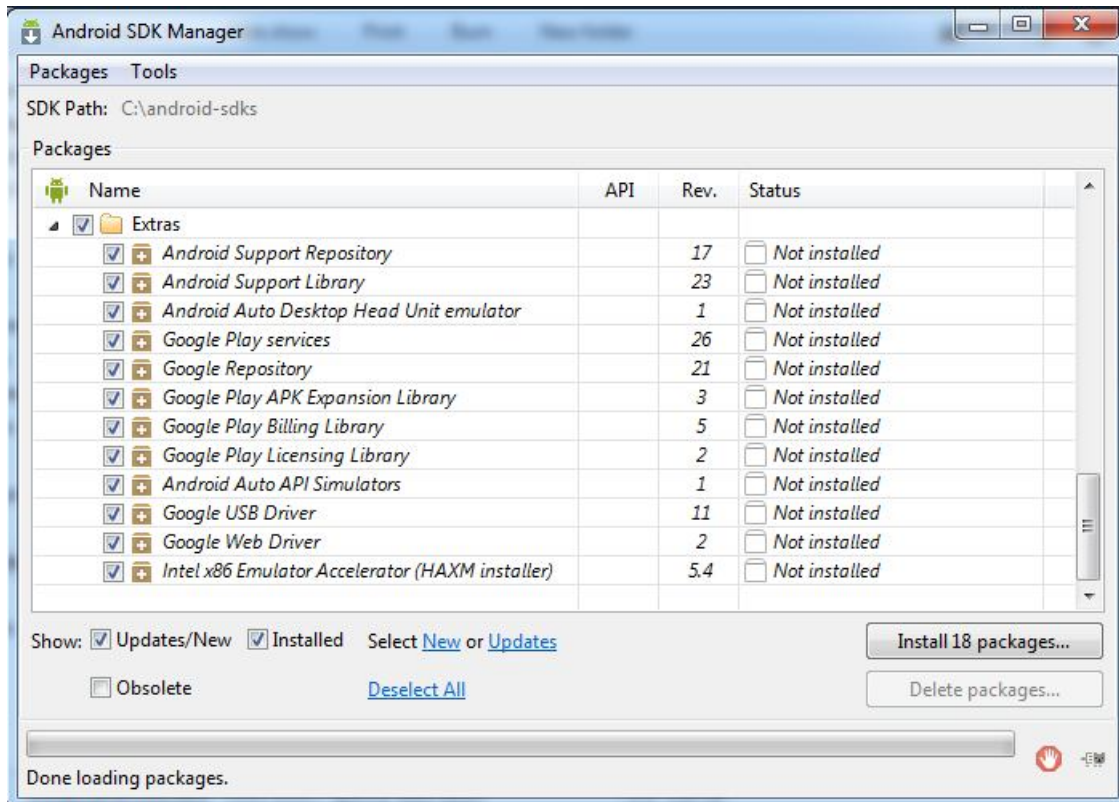 Android SDK Manager
Packages Tools
SDK Path: C:\android-sdks
Packages
Name API Rev. Status
Extras
Android Support Repository 17 Not installed
Android Support Library 23 Not installed
Android Auto Desktop Head Unit emulator 1 Not installed
Google Play services 26 Not installed
Google Repository 21 Not installed
Google Play APK Expansion Library 3 Not installed
Google Play Billing Library 5 Not installed
Google Play Licensing Library 2 Not installed
Android Auto API Simulators 1 Not installed
Google USB Driver 11 Not installed
Google Web Driver 2 Not installed
Intel x86 Emulator Accelerator (HAXM installer) 5.4 Not installed
Show: Updates/New Installed Select New or Updates Install 18 packages...
Obsolete Deselect All Delete packages...
Done loading packages.